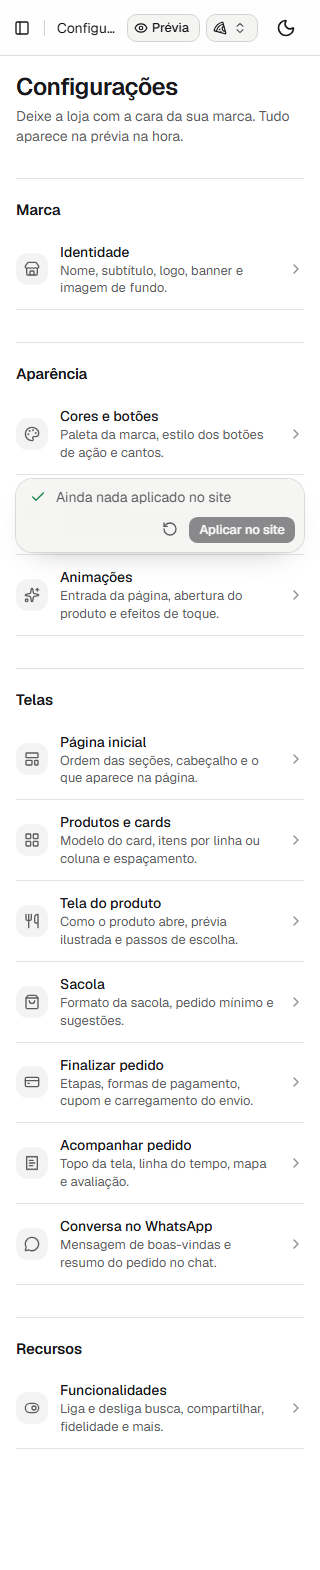 Configu...
Prévia
Configurações
Deixe a loja com a cara da sua marca. Tudo
aparece na prévia na hora.
Marca
Identidade
Nome, subtítulo, logo, banner e
imagem de fundo.
Aparência
Cores e botões
Paleta da marca, estilo dos botões
de ação e cantos.
Ainda nada aplicado no site
Aplicar no site
Animações
Entrada da página, abertura do
produto e efeitos de toque.
Telas
Página inicial
Ordem das seções, cabeçalho e o
que aparece na página.
Produtos e cards
Modelo do card, itens por linha ou
coluna e espaçamento.
Tela do produto
Como o produto abre, prévia
ilustrada e passos de escolha.
Sacola
Formato da sacola, pedido mínimo e
sugestões.
Finalizar pedido
Etapas, formas de pagamento,
cupom e carregamento do envio.
Acompanhar pedido
Topo da tela, linha do tempo, mapa
e avaliação.
Conversa no WhatsApp
Mensagem de boas-vindas e
resumo do pedido no chat.
Recursos
Funcionalidades
Liga e desliga busca, compartilhar,
fidelidade e mais.